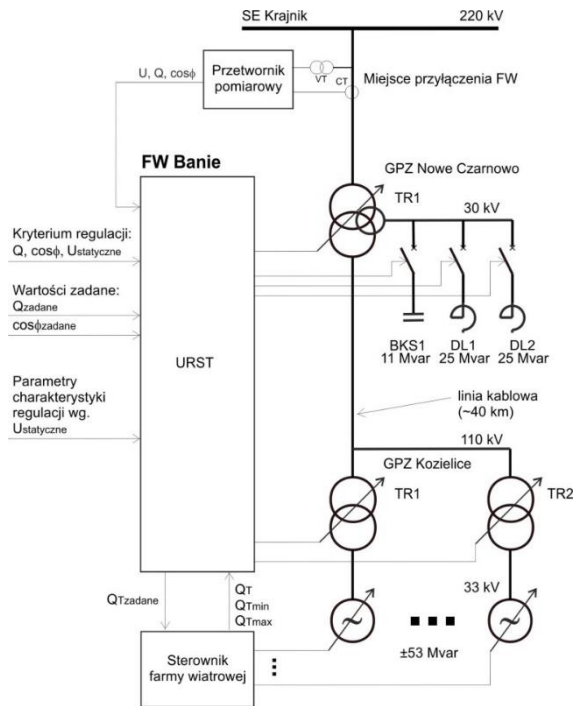 SE Krajnik
220 kV
U, Q, cosϕ
Przetwornik
pomiarowy
VT
CT
Miejsce przyłączenia FW
FW Banie
GPZ Nowe Czarnowo
TR1
30 kV
Kryterium regulacji:
Q, cosϕ, Ustatyczne
Wartości zadane:
Qzadane
cosϕzadane
URST
BKS1
11 Mvar
DL1
25 Mvar
DL2
25 Mvar
Parametry
charakterystyki
regulacji wg.
Ustatyczne
linia kablowa
(~40 km)
110 kV
GPZ Kozielice
TR1
TR2
QTzadane
QT
QTmin
QTmax
33 kV
~
~
±53 Mvar
Sterownik
farmy wiatrowej